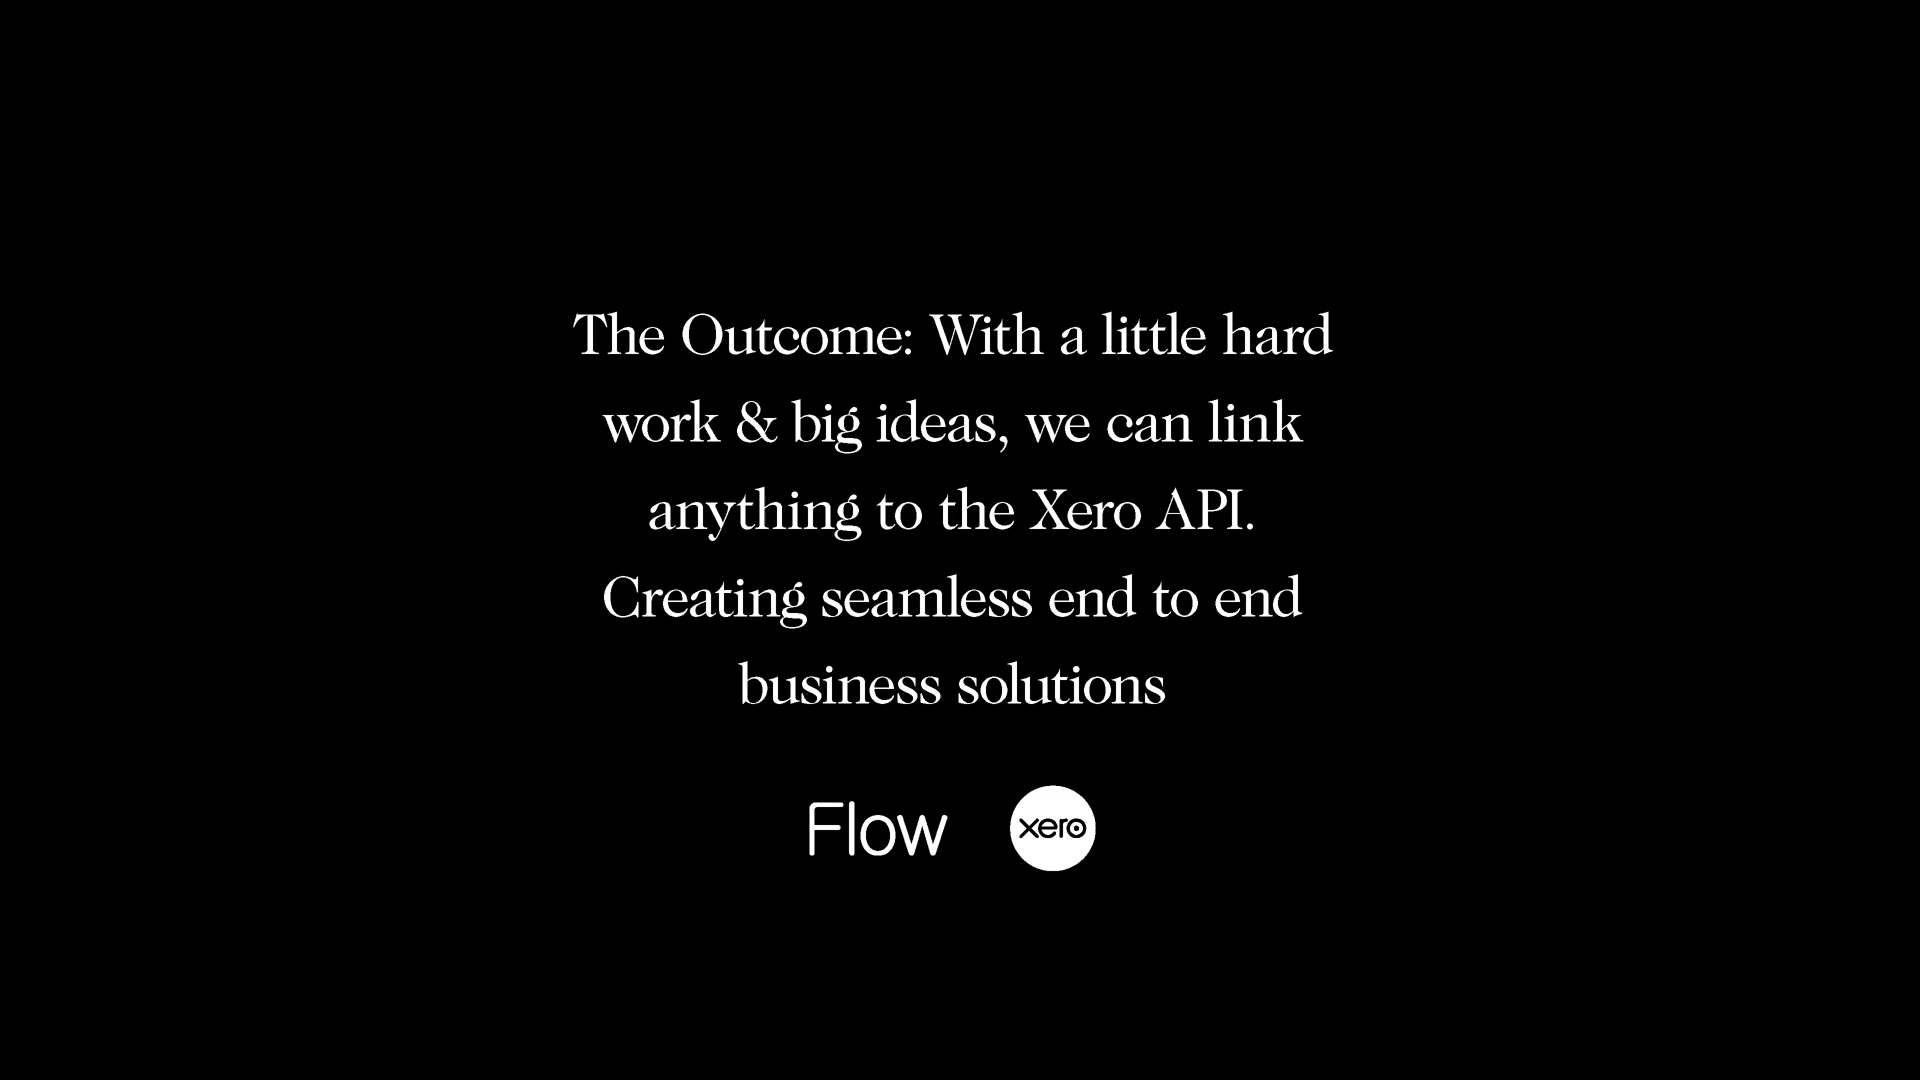 The Outcome: With a little hard
work & big ideas, we can link
anything to the Xero API.
Creating seamless end to end
business solutions
Flow xero